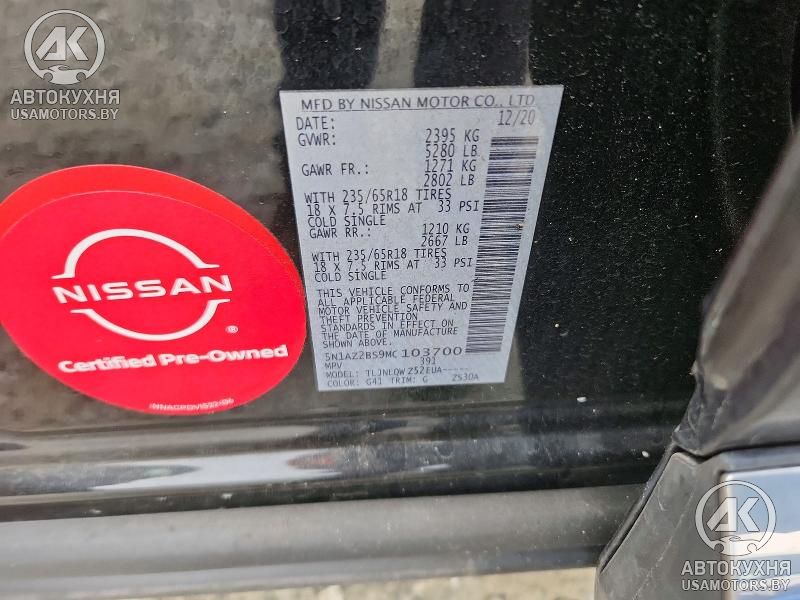 АК
АВТОКУХНЯ
USAMOTORS.BY
MFD BY NISSAN MOTOR CO., LTD.
DATE: 12/20
GVWR: 2395 KG
5280 LB
GAWR FR.: 1271 KG
2802 LB
WITH 235/65R18 TIRES
18 X 7.5 RIMS AT 33 PSI
COLD SINGLE
GAWR RR.: 1210 KG
2667 LB
WITH 235/65R18 TIRES
18 X 7.5 RIMS AT 33 PSI
COLD SINGLE
THIS VEHICLE CONFORMS TO
ALL APPLICABLE FEDERAL
MOTOR VEHICLE SAFETY AND
THEFT PREVENTION
STANDARDS IN EFFECT ON
THE DATE OF MANUFACTURE
5N1AZ2BS9MC103700
MPV 391
MODEL: TLJNLQW Z52EUA-----
COLOR: G41 TRIM: G ZS30A
NISSAN
®
Certified Pre-Owned
АК
АВТОКУХНЯ
USAMOTORS.BY